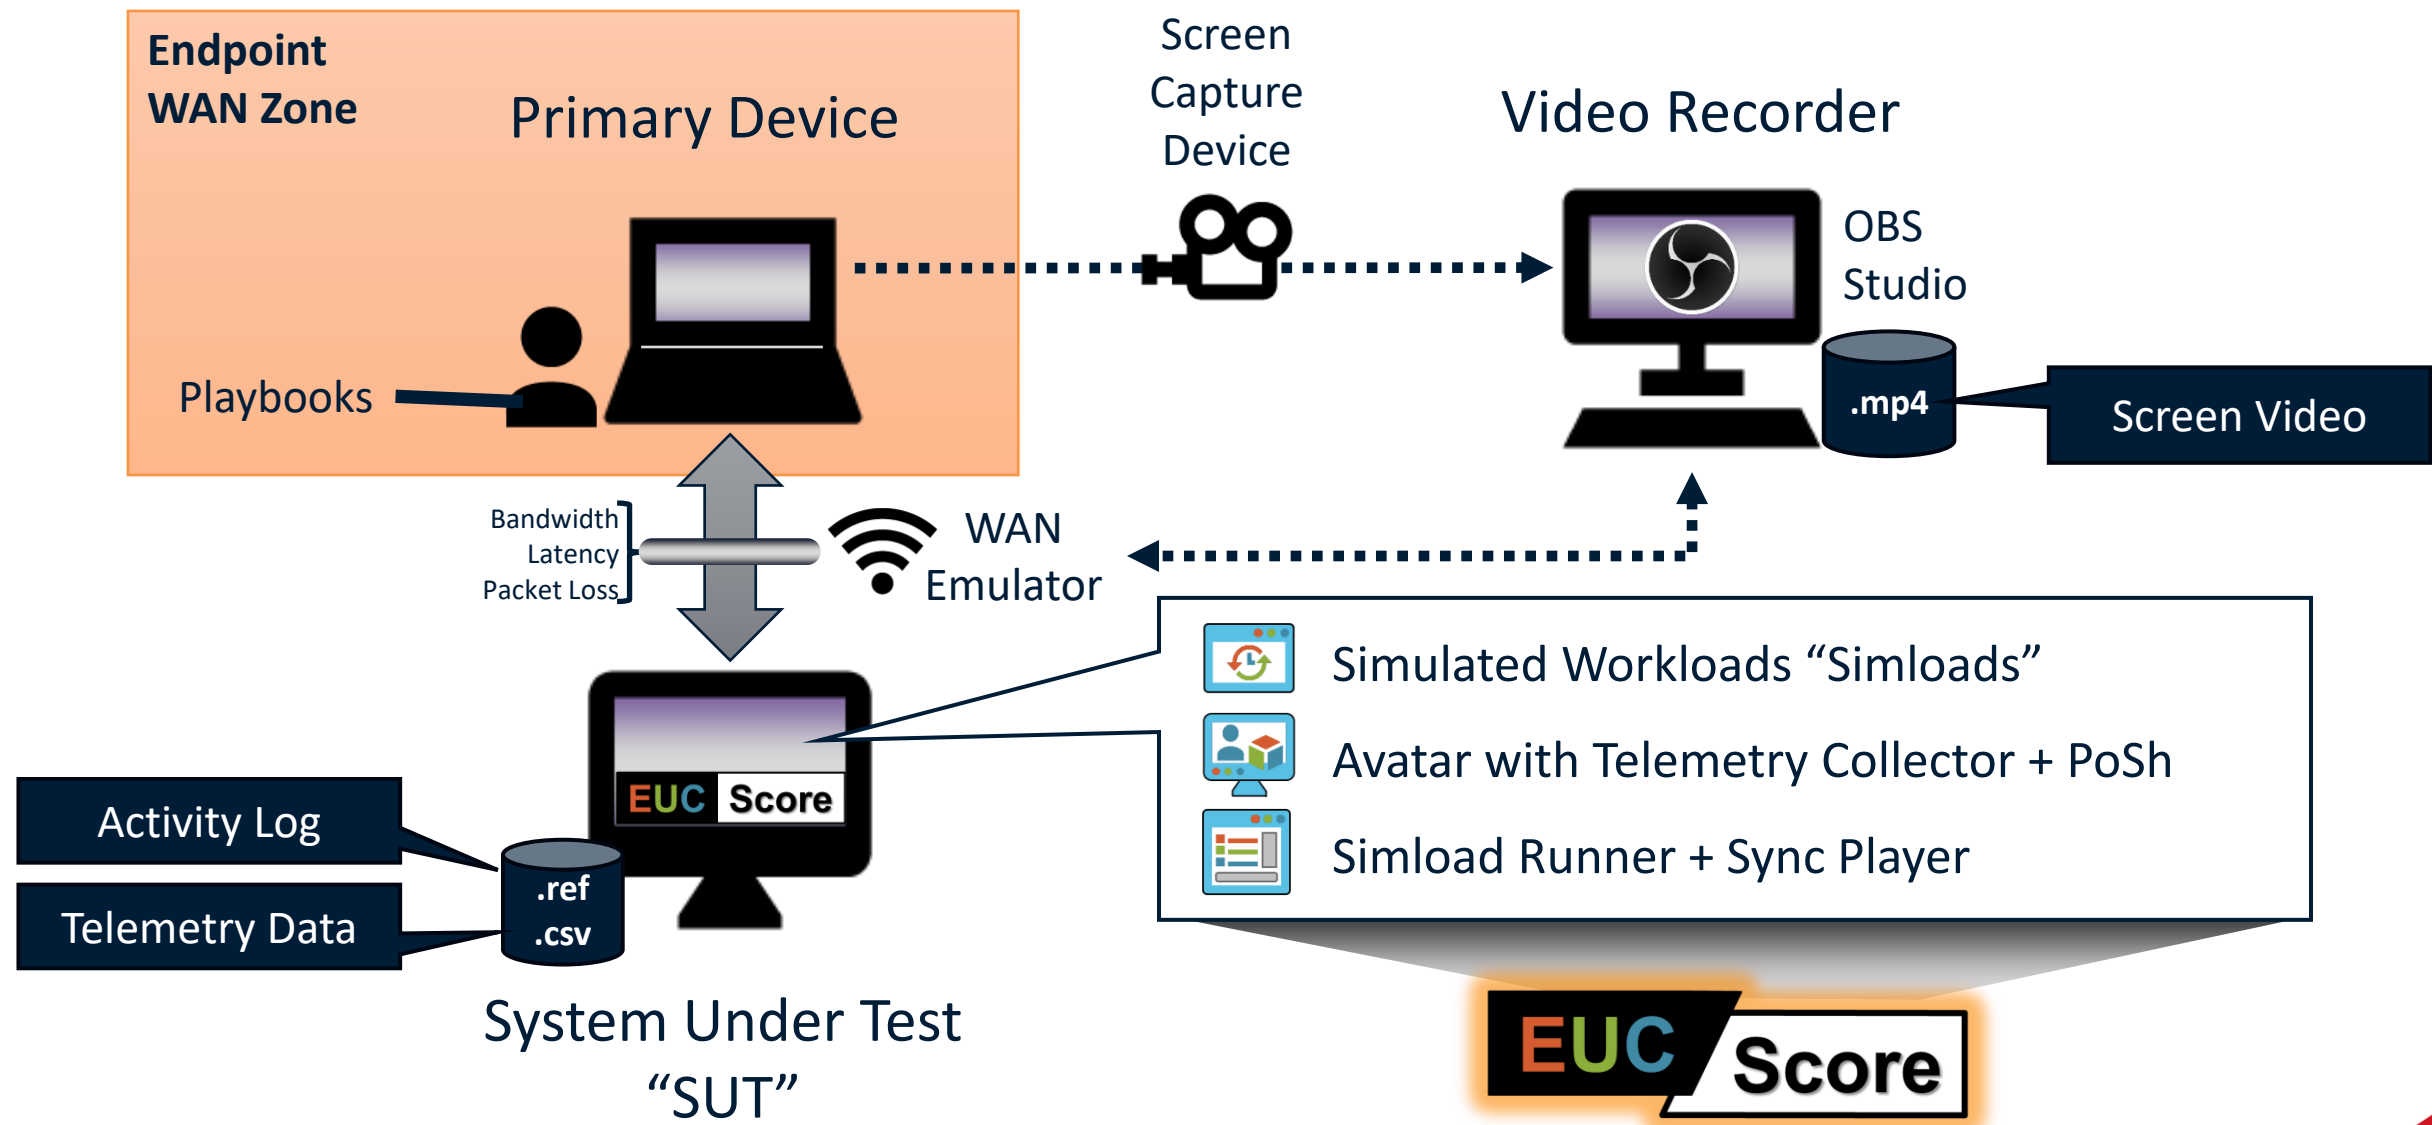 Endpoint
WAN Zone
Primary Device
Playbooks
Screen
Capture
Device
Video Recorder
OBS
Studio
.mp4
Screen Video
Bandwidth
Latency
Packet Loss
WAN
Emulator
Simulated Workloads “Simloads”
Avatar with Telemetry Collector + PoSh
Simload Runner + Sync Player
EUC Score
Activity Log
Telemetry Data
.ref
.csv
System Under Test
“SUT”
EUC Score